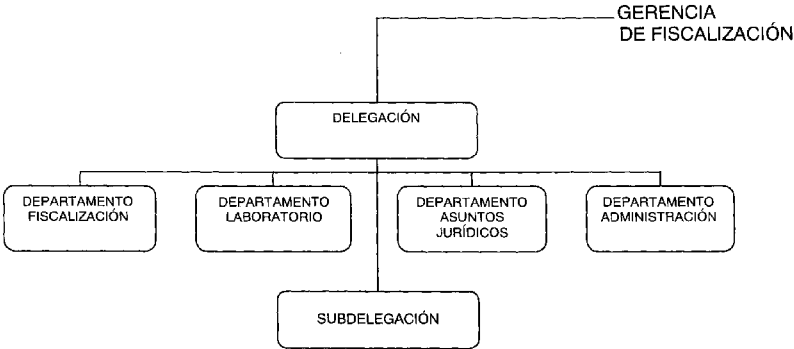 GERENCIA
DE FISCALIZACIÓN
DELEGACIÓN
DEPARTAMENTO
FISCALIZACIÓN
DEPARTAMENTO
LABORATORIO
DEPARTAMENTO
ASUNTOS
JURÍDICOS
DEPARTAMENTO
ADMINISTRACIÓN
SUBDELEGACIÓN